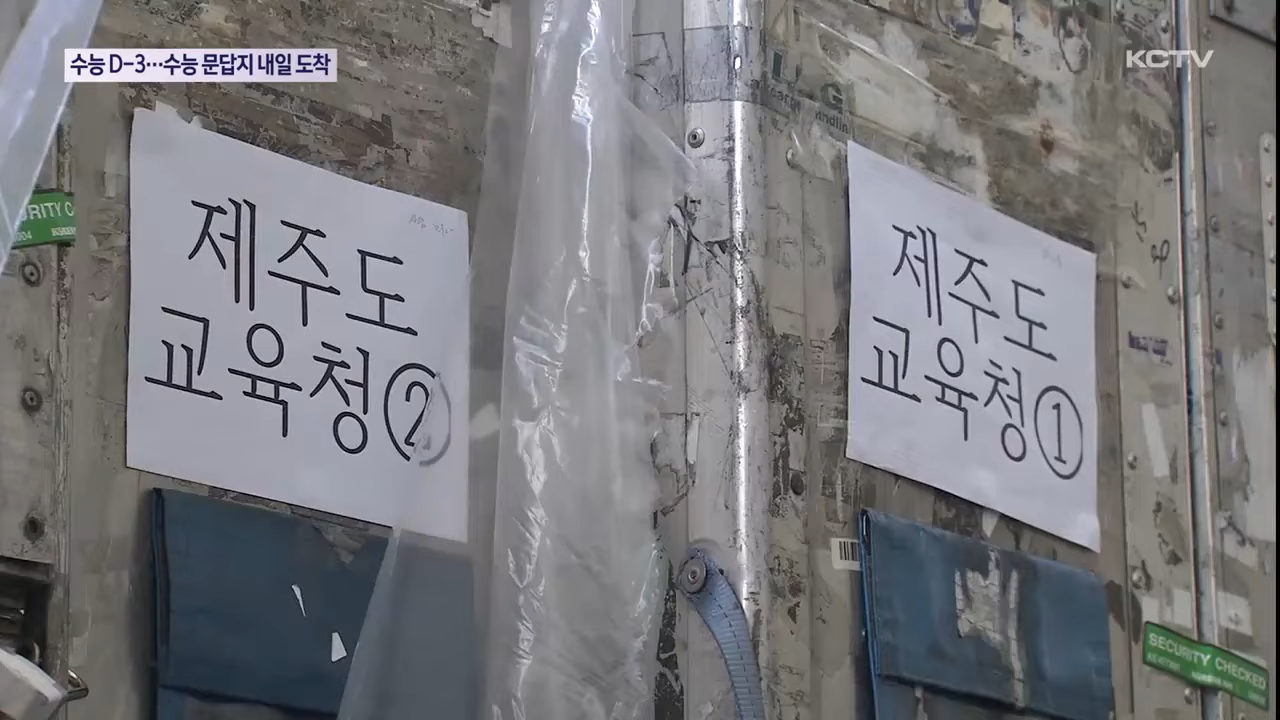 수능 D-3…수능 문답지 내일 도착
KCTV
제주도
교육청②
제주도
교육청①
SECURITY CHECKED